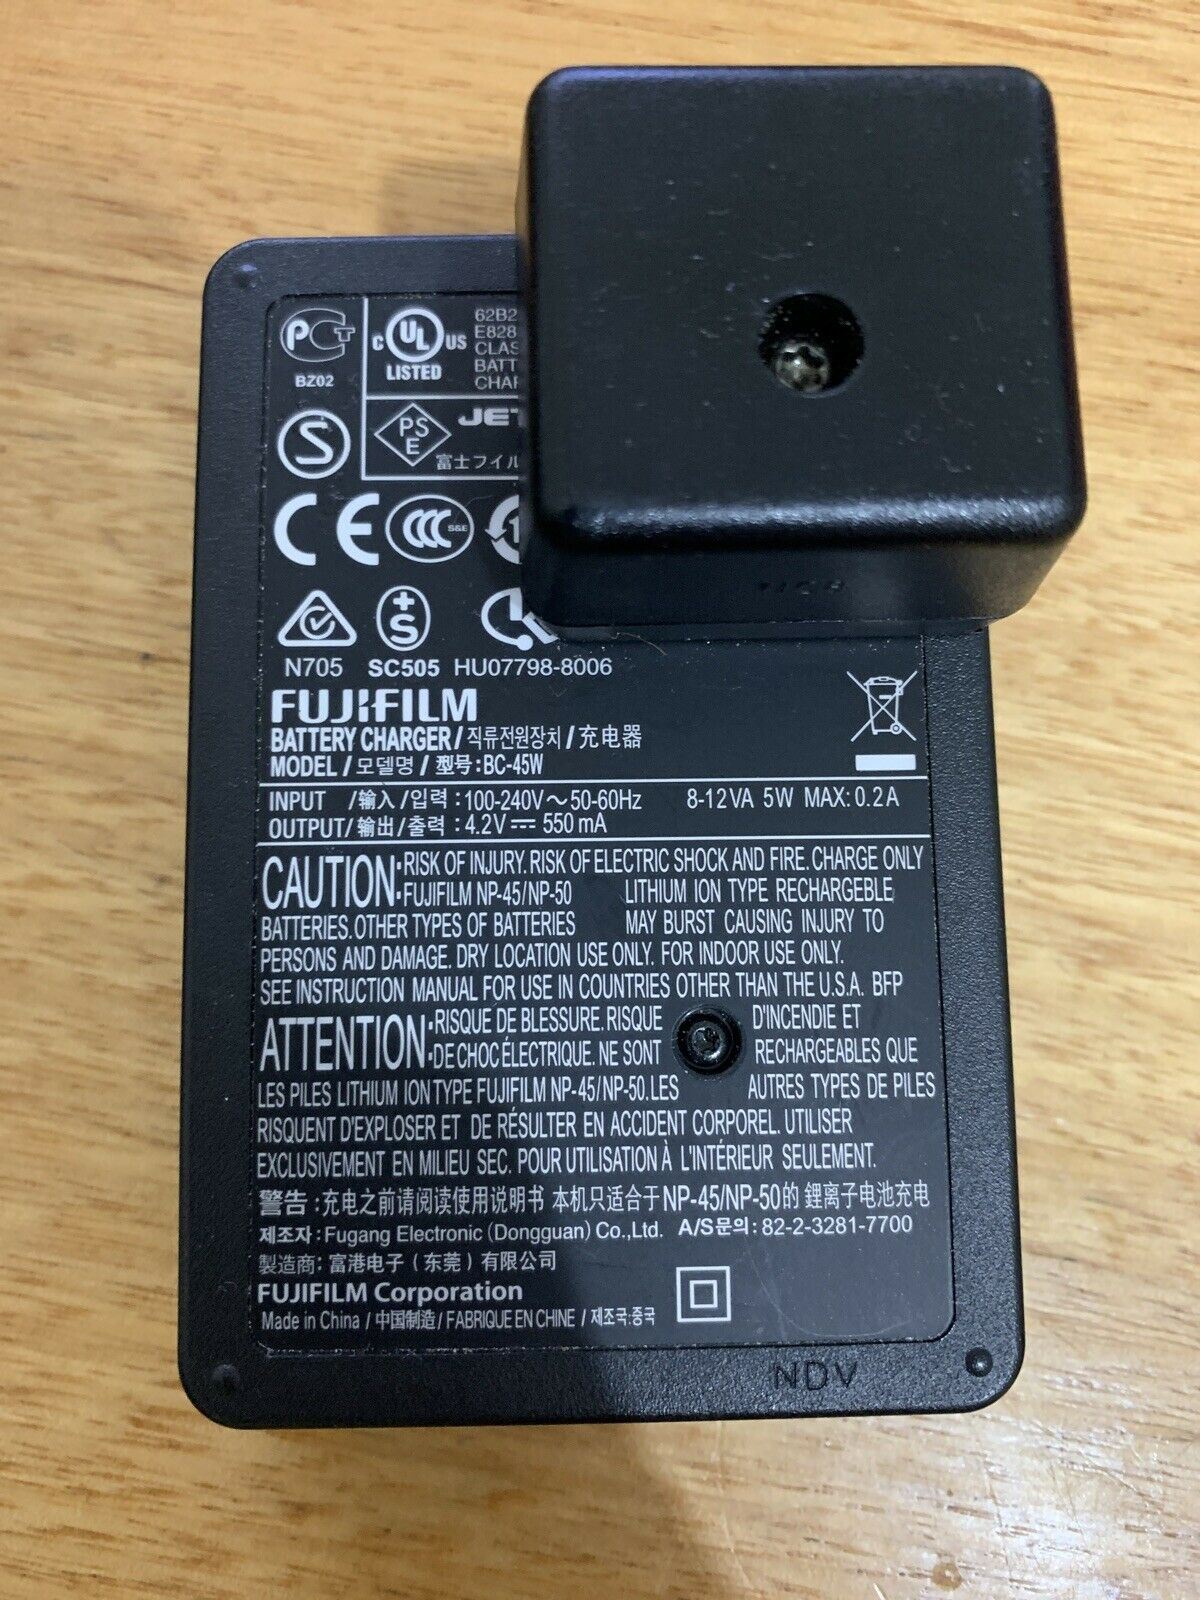 PCT
BZ02
C UL US
LISTED
62B2
E828
CLAS
BATT
CHAR
S
PS
E
JET
富士フイル
CE
CCC S&E
1
N705
+
S
SC505
HU07798-8006
FUJIFILM
BATTERY CHARGER/직류전원장치/充电器
MODEL/모델명/型号:BC-45W
INPUT /输入/입력:100-240V～50-60Hz 8-12VA 5W MAX:0.2A
OUTPUT/输出/출력:4.2V⎓550mA
CAUTION:RISK OF INJURY. RISK OF ELECTRIC SHOCK AND FIRE. CHARGE ONLY
FUJIFILM NP-45/NP-50 LITHIUM ION TYPE RECHARGEBLE
BATTERIES. OTHER TYPES OF BATTERIES MAY BURST CAUSING INJURY TO
PERSONS AND DAMAGE. DRY LOCATION USE ONLY. FOR INDOOR USE ONLY.
SEE INSTRUCTION MANUAL FOR USE IN COUNTRIES OTHER THAN THE U.S.A. BFP
ATTENTION:RISQUE DE BLESSURE. RISQUE D'INCENDIE ET
DE CHOC ÉLECTRIQUE. NE SONT RECHARGEABLES QUE
LES PILES LITHIUM ION TYPE FUJIFILM NP-45/NP-50. LES AUTRES TYPES DE PILES
RISQUENT D'EXPLOSER ET DE RÉSULTER EN ACCIDENT CORPOREL. UTILISER
EXCLUSIVEMENT EN MILIEU SEC. POUR UTILISATION À L'INTÉRIEUR SEULEMENT.
警告:充电之前请阅读使用说明书 本机只适合于NP-45/NP-50的 鋰离子电池充电
제조자:Fugang Electronic (Dongguan) Co.,Ltd. A/S문의:82-2-3281-7700
製造商:富港电子（东莞）有限公司
FUJIFILM Corporation
Made in China /中国制造/ FABRIQUE EN CHINE / 제조국:중국
NDV